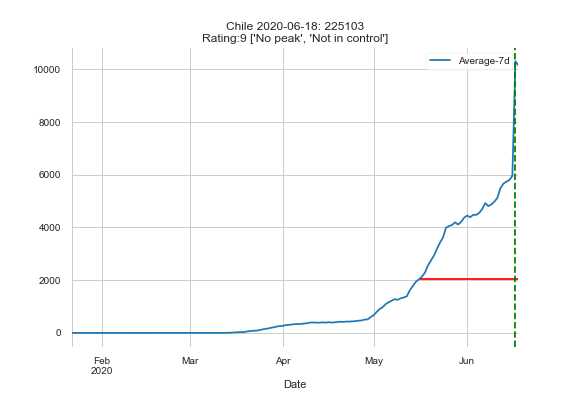 Chile 2020-06-18: 225103
Rating:9 ['No peak', 'Not in control']
Average-7d
10000
8000
6000
4000
2000
0
Feb
2020
Mar
Apr
May
Jun
Date